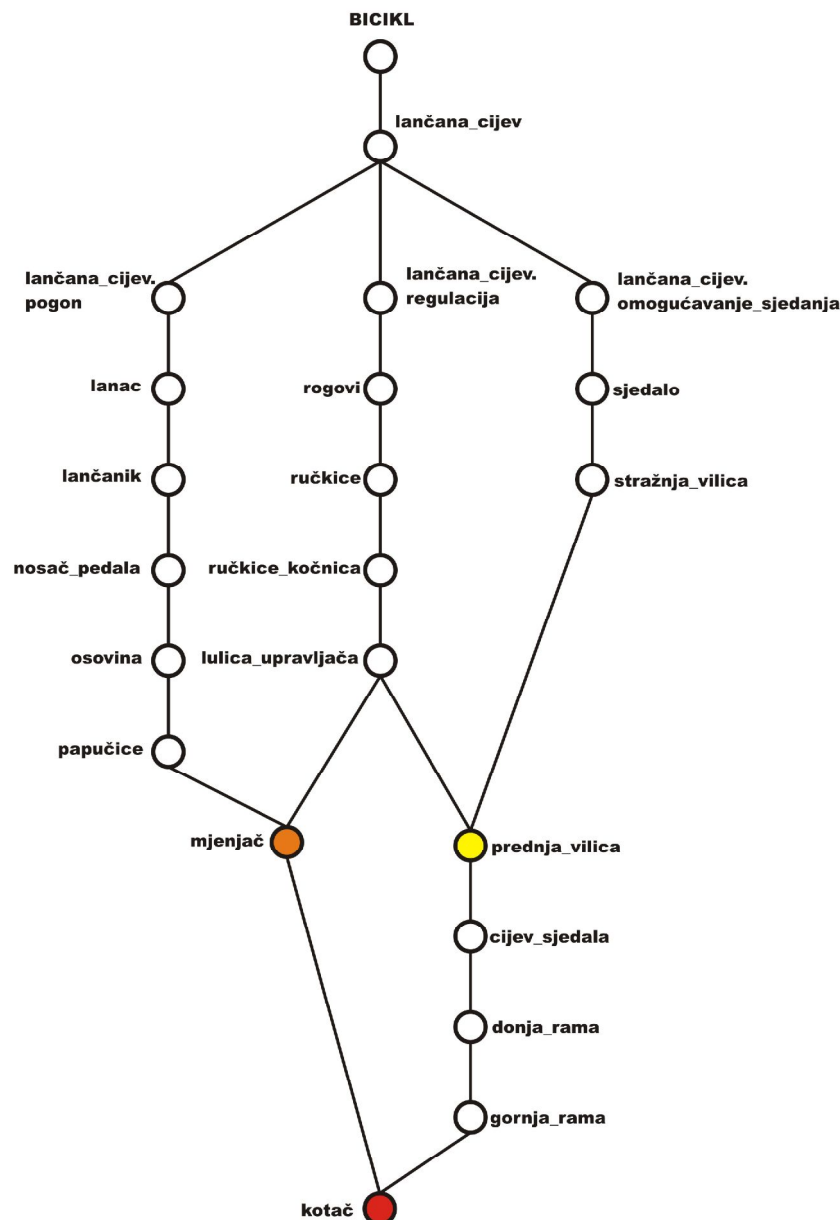 BICIKL
lančana_cijev
lančana_cijev.
pogon
lančana_cijev.
regulacija
lančana_cijev.
omogućavanje_sjedanja
lanac
rogovi
sjedalo
lančanik
ručkice
stražnja_vilica
nosač_pedala
ručkice_kočnica
osovina
lulica_upravljača
papučice
mjenjač
prednja_vilica
cijev_sjedala
donja_rama
gornja_rama
kotač